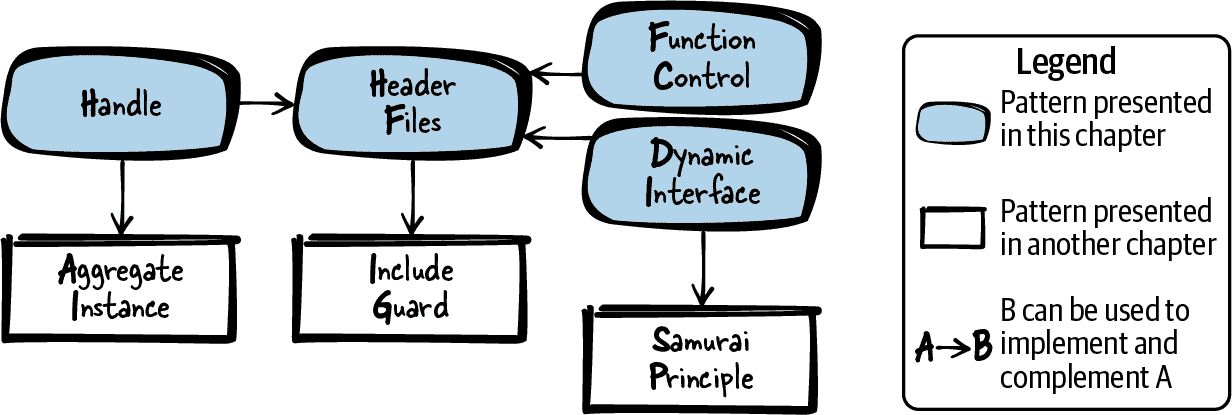 Handle
Header
Files
Function
Control
Dynamic
Interface
Aggregate
Instance
Include
Guard
Samurai
Principle
Legend
Pattern presented
in this chapter
Pattern presented
in another chapter
A→B
B can be used to
implement and
complement A